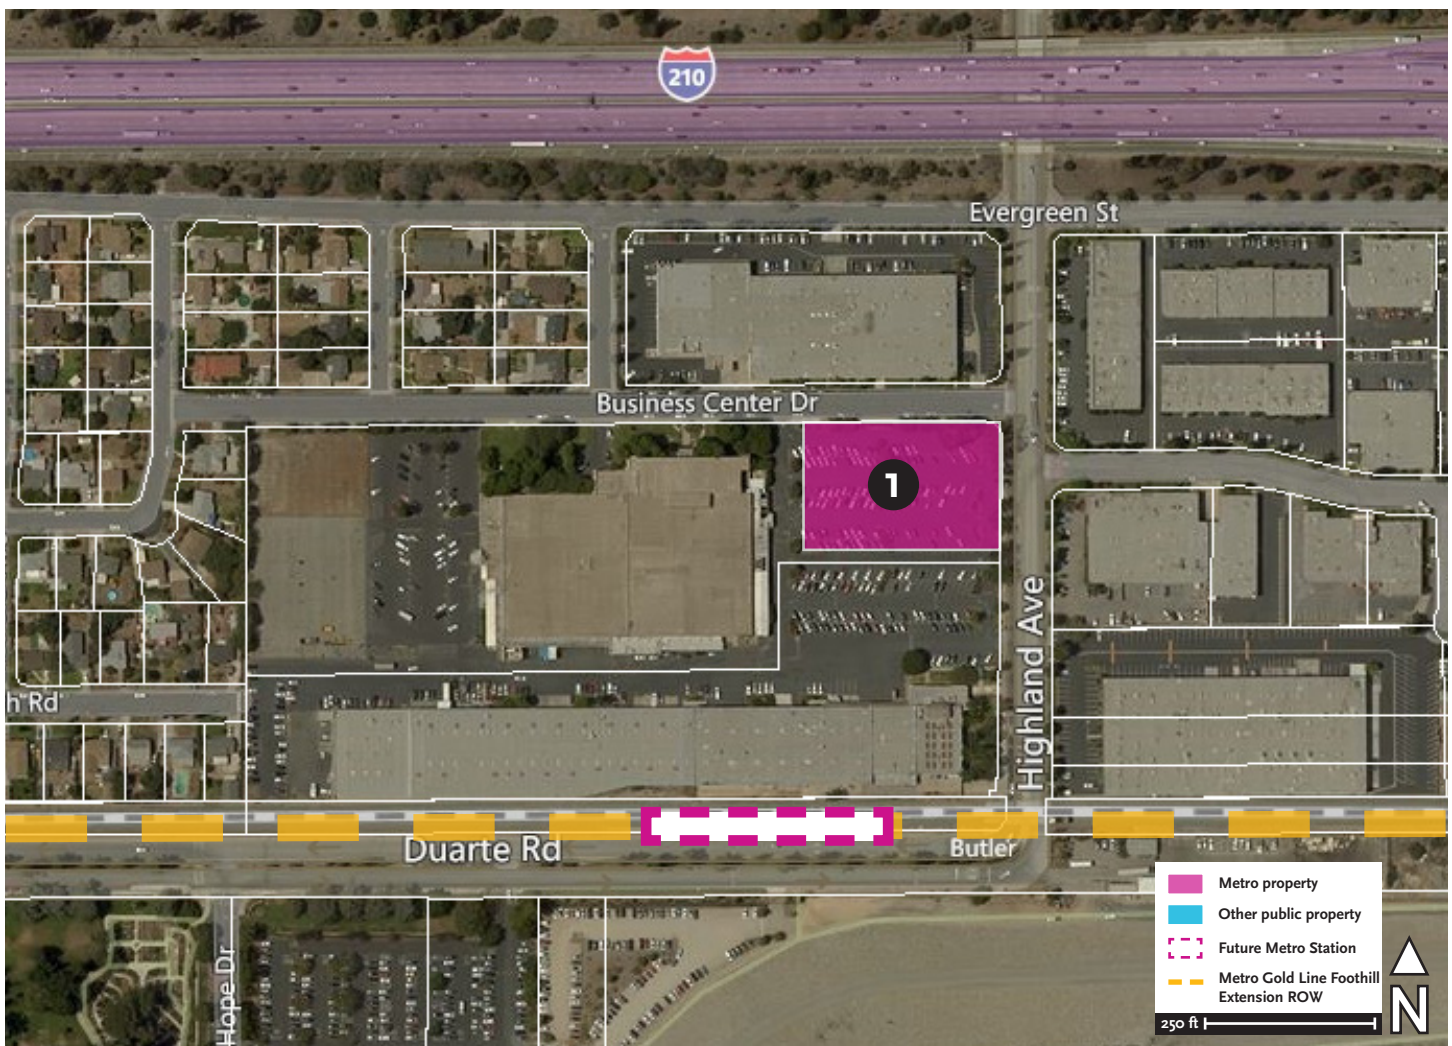 210
Evergreen St
Business Center Dr
1
Highland Ave
h Rd
Duarte Rd
Butler
Hope Dr
Metro property
Other public property
Future Metro Station
Metro Gold Line Foothill
Extension ROW
250 ft
N